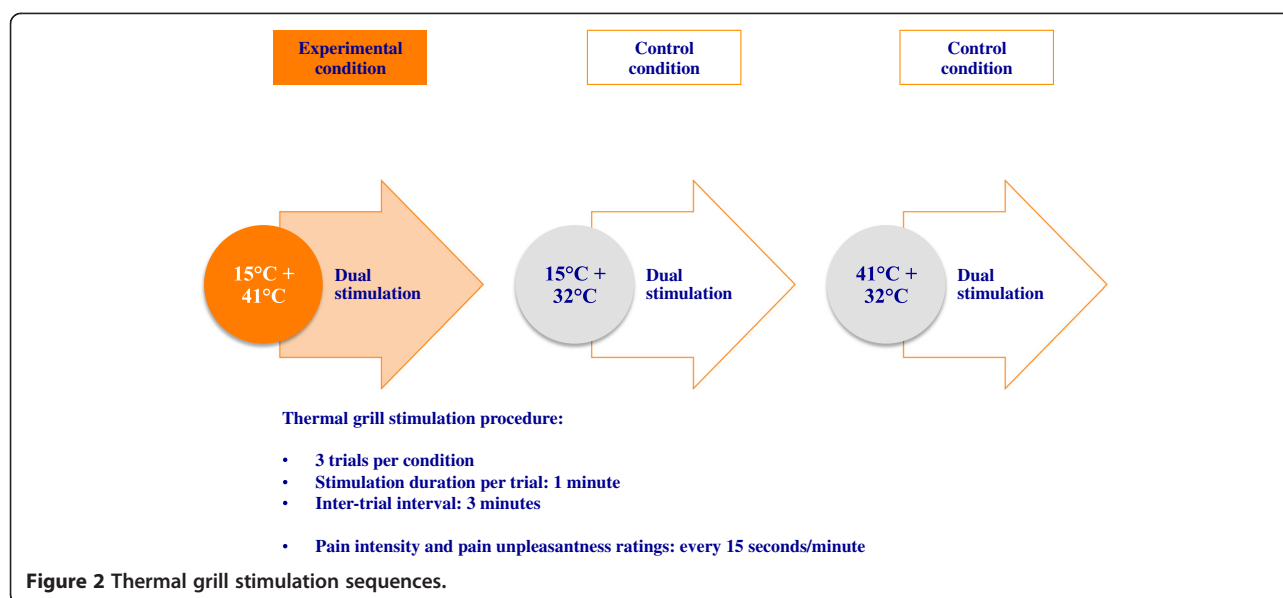 Experimental
condition
Control
condition
Control
condition
15°C +
41°C
Dual
stimulation
15°C +
32°C
Dual
stimulation
41°C +
32°C
Dual
stimulation
Thermal grill stimulation procedure:
• 3 trials per condition
• Stimulation duration per trial: 1 minute
• Inter-trial interval: 3 minutes
• Pain intensity and pain unpleasantness ratings: every 15 seconds/minute
Figure 2 Thermal grill stimulation sequences.